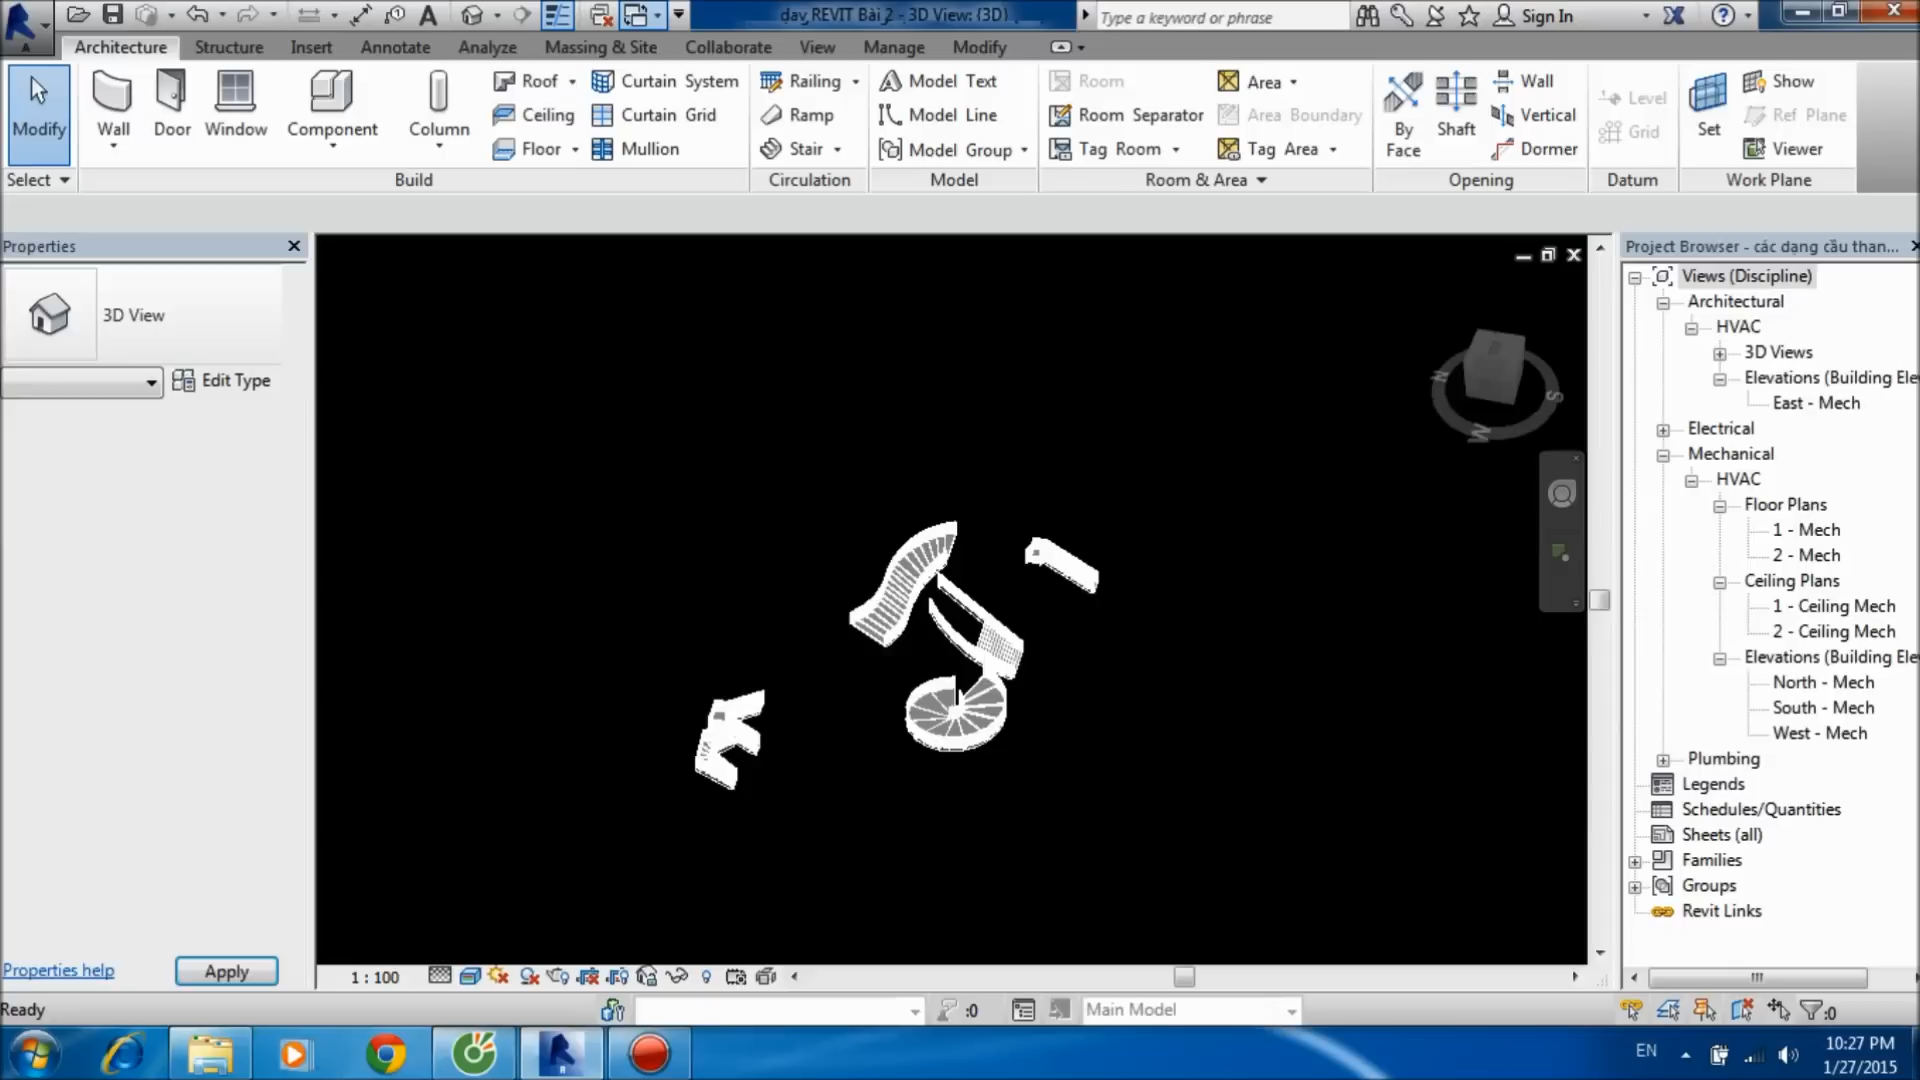 day REVIT Bài 2 - 3D View: {3D}
Type a keyword or phrase
Sign In
Architecture Structure Insert Annotate Analyze Massing & Site Collaborate View Manage Modify
Modify
Wall
Door
Window
Component
Column
Roof
Ceiling
Floor
Curtain System
Curtain Grid
Mullion
Railing
Ramp
Stair
Model Text
Model Line
Model Group
Room
Room Separator
Tag Room
Area
Area Boundary
Tag Area
By
Face
Shaft
Wall
Vertical
Dormer
Level
Grid
Set
Show
Ref Plane
Viewer
Select
Build
Circulation
Model
Room & Area
Opening
Datum
Work Plane
Properties
3D View
Edit Type
Properties help
Apply
N
S
W
Project Browser - các dạng cầu than...
Views (Discipline)
Architectural
HVAC
3D Views
Elevations (Building Ele
East - Mech
Electrical
Mechanical
HVAC
Floor Plans
1 - Mech
2 - Mech
Ceiling Plans
1 - Ceiling Mech
2 - Ceiling Mech
Elevations (Building Ele
North - Mech
South - Mech
West - Mech
Plumbing
Legends
Schedules/Quantities
Sheets (all)
Families
Groups
Revit Links
1 : 100
Ready
:0
Main Model
:0
EN
10:27 PM
1/27/2015